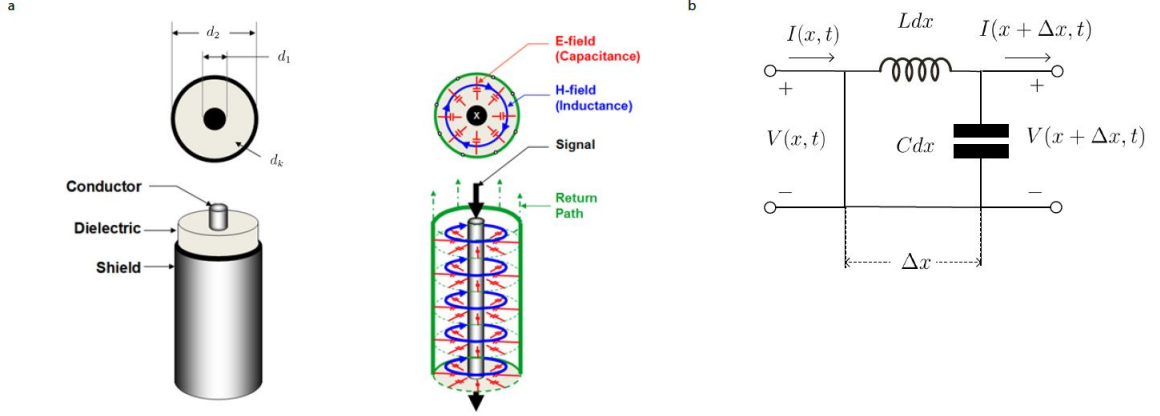 a
d₂
d₁
dₖ
Conductor
Dielectric
Shield
E-field
(Capacitance)
H-field
(Inductance)
X
Signal
Return
Path
b
Ldx
I(x, t)
I(x + Δx, t)
+
+
V(x, t)
Cdx
V(x + Δx, t)
−
−
Δx